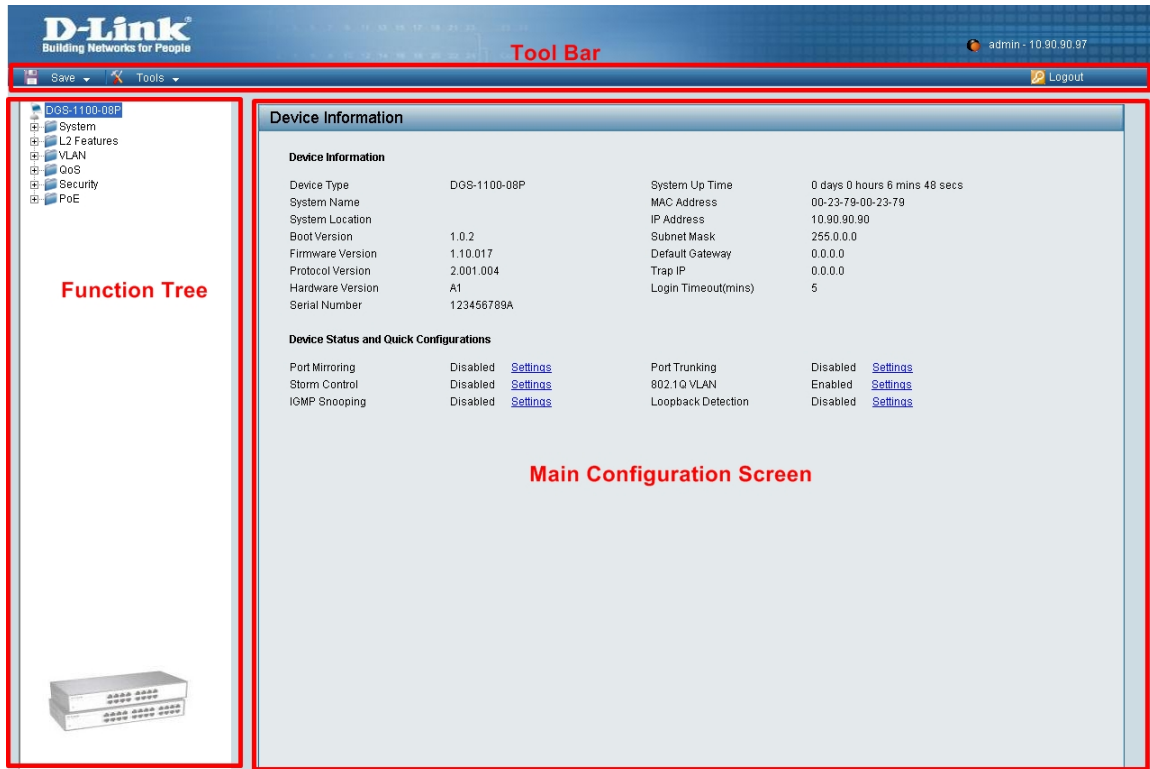 D-Link®
Building Networks for People
admin - 10.90.90.97
Tool Bar
Save Tools Logout
DGS-1100-08P
System
L2 Features
VLAN
QoS
Security
PoE
Function Tree
Device Information
Device Information
Device Type DGS-1100-08P System Up Time 0 days 0 hours 6 mins 48 secs
System Name MAC Address 00-23-79-00-23-79
System Location IP Address 10.90.90.90
Boot Version 1.0.2 Subnet Mask 255.0.0.0
Firmware Version 1.10.017 Default Gateway 0.0.0.0
Protocol Version 2.001.004 Trap IP 0.0.0.0
Hardware Version A1 Login Timeout(mins) 5
Serial Number 123456789A
Device Status and Quick Configurations
Port Mirroring Disabled Settings Port Trunking Disabled Settings
Storm Control Disabled Settings 802.1Q VLAN Enabled Settings
IGMP Snooping Disabled Settings Loopback Detection Disabled Settings
Main Configuration Screen